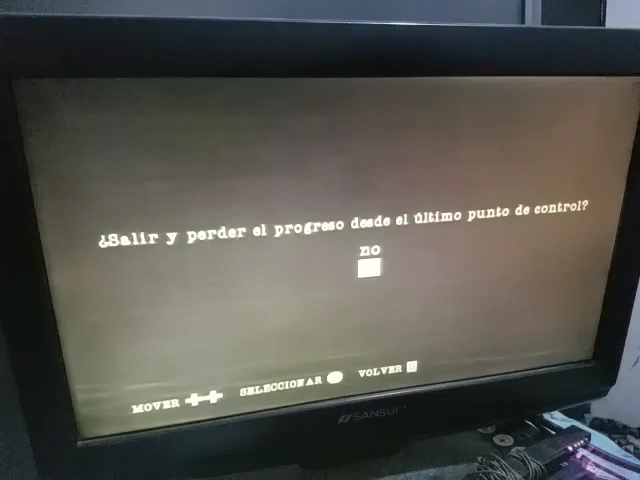 ¿Salir y perder el progreso desde el último punto de control?
no
MOVER SELECCIONAR VOLVER
SANSUI